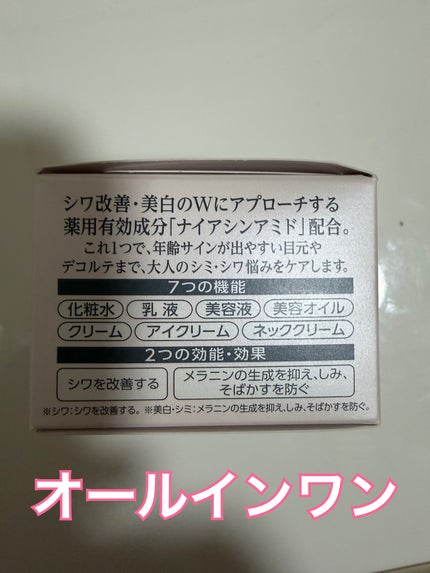 シワ改善・美白のWにアプローチする
薬用有効成分「ナイアシンアミド」配合。
これ1つで、年齢サインが出やすい目元や
デコルテまで、大人のシミ・シワ悩みをケアします。
7つの機能
化粧水 乳液 美容液 美容オイル
クリーム アイクリーム ネッククリーム
2つの効能・効果
シワを改善する
メラニンの生成を抑え、しみ、
そばかすを防ぐ
※シワ:シワを改善する。※美白・シミ:メラニンの生成を抑え、しみ、そばかすを防ぐ。
オールインワン